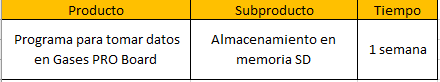 Producto Subproducto Tiempo
Programa para tomar datos Almacenamiento en 1 semana
en Gases PRO Board memoria SD